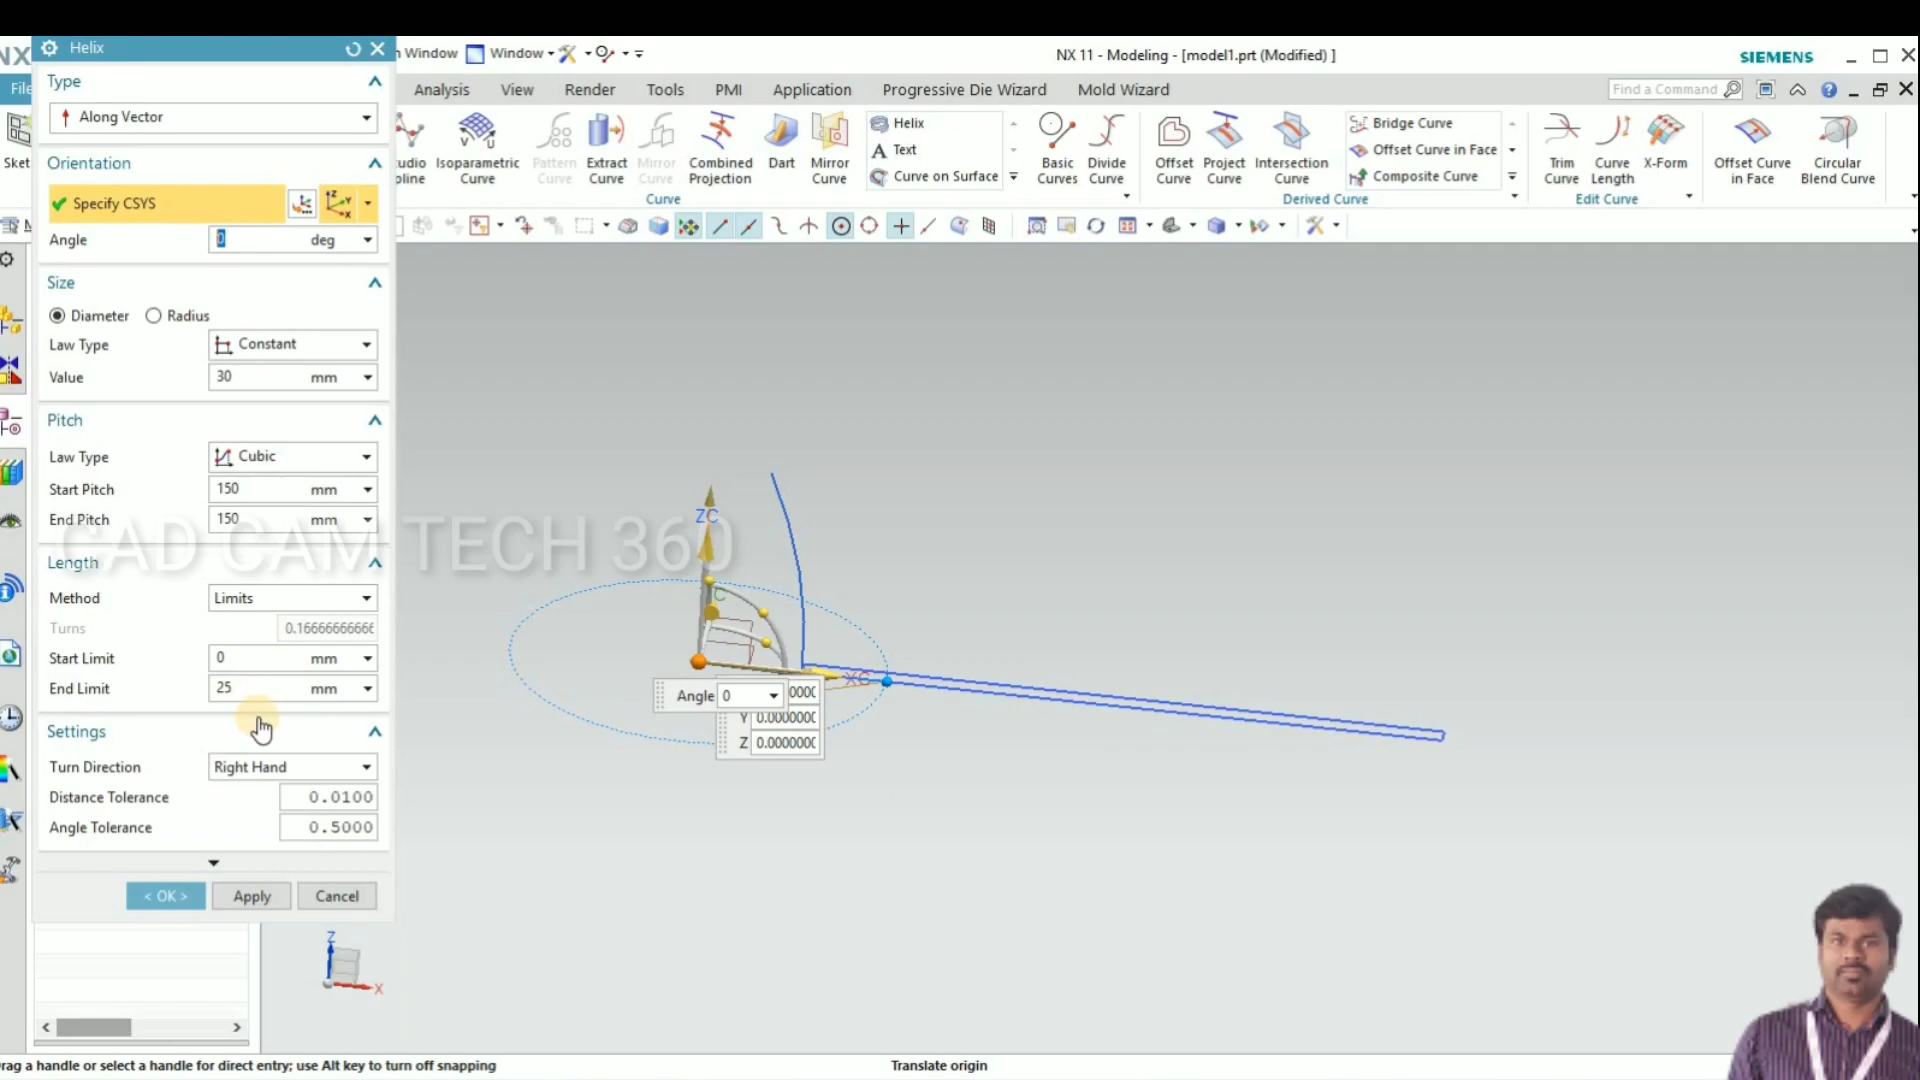 NX
Helix
Window
Window
NX 11 - Modeling - [model1.prt (Modified) ]
SIEMENS
Analysis
View
Render
Tools
PMI
Application
Progressive Die Wizard
Mold Wizard
Find a Command
Type
Along Vector
Orientation
Specify CSYS
Angle
0
deg
Size
Diameter
Radius
Law Type
Constant
Value
30
mm
Pitch
Law Type
Cubic
Start Pitch
150
mm
End Pitch
150
mm
Length
Method
Limits
Turns
0.1666666666
Start Limit
0
mm
End Limit
25
mm
Settings
Turn Direction
Right Hand
Distance Tolerance
0.0100
Angle Tolerance
0.5000
< OK >
Apply
Cancel
Isoparametric
Curve
Pattern
Curve
Extract
Curve
Mirror
Curve
Combined
Projection
Dart
Mirror
Curve
Helix
Text
Curve on Surface
Basic
Curves
Divide
Curve
Curve
Offset
Curve
Project
Curve
Intersection
Curve
Bridge Curve
Offset Curve in Face
Composite Curve
Derived Curve
Trim
Curve
Curve
Length
X-Form
Edit Curve
Offset Curve
in Face
Circular
Blend Curve
CAD CAM TECH 360
ZC
XC
Angle 0
Y 0.0000000
Z 0.0000000
Z
X
rag a handle or select a handle for direct entry; use Alt key to turn off snapping
Translate origin